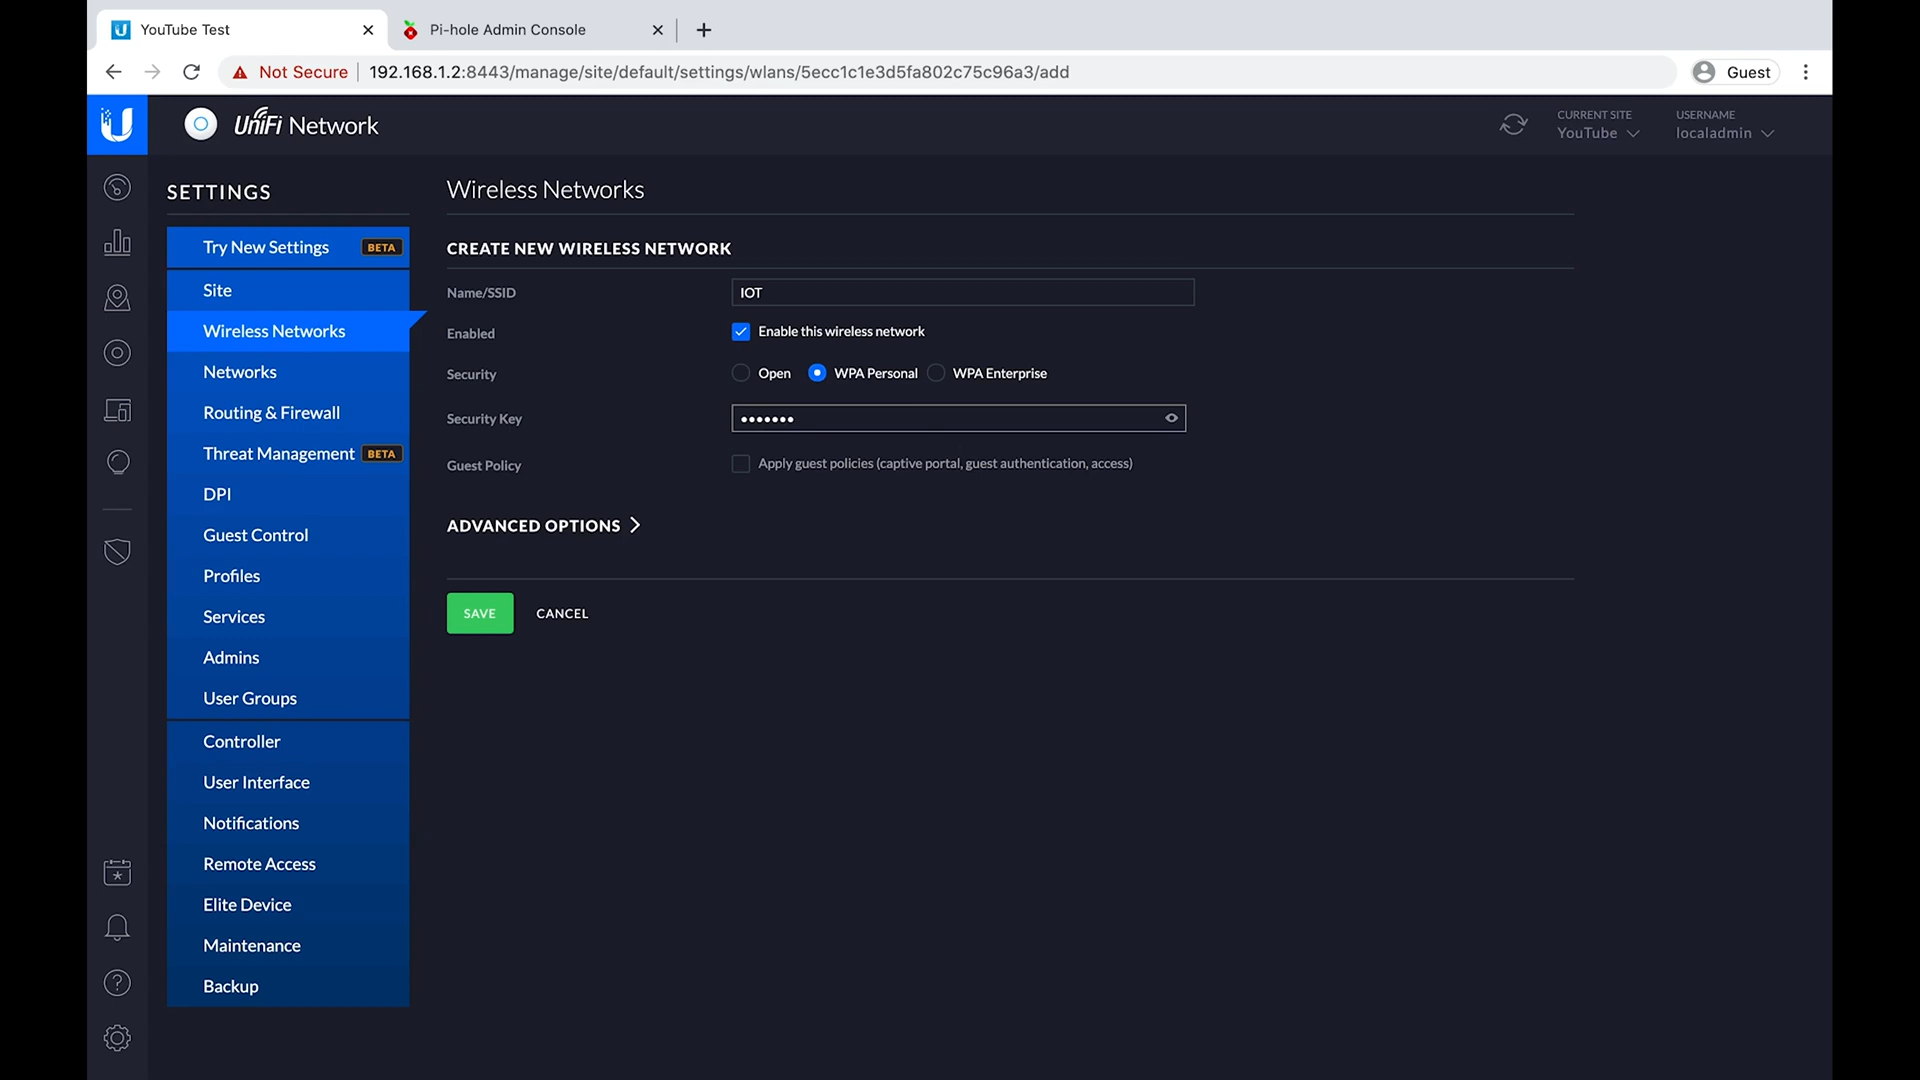 YouTube Test
Pi-hole Admin Console
Not Secure
192.168.1.2:8443/manage/site/default/settings/wlans/5ecc1c1e3d5fa802c75c96a3/add
Guest
UniFi Network
CURRENT SITE
YouTube
USERNAME
localadmin
SETTINGS
Try New Settings BETA
Site
Wireless Networks
Networks
Routing & Firewall
Threat Management BETA
DPI
Guest Control
Profiles
Services
Admins
User Groups
Controller
User Interface
Notifications
Remote Access
Elite Device
Maintenance
Backup
Wireless Networks
CREATE NEW WIRELESS NETWORK
Name/SSID
IOT
Enabled
Enable this wireless network
Security
Open
WPA Personal
WPA Enterprise
Security Key
•••••••
Guest Policy
Apply guest policies (captive portal, guest authentication, access)
ADVANCED OPTIONS
SAVE
CANCEL